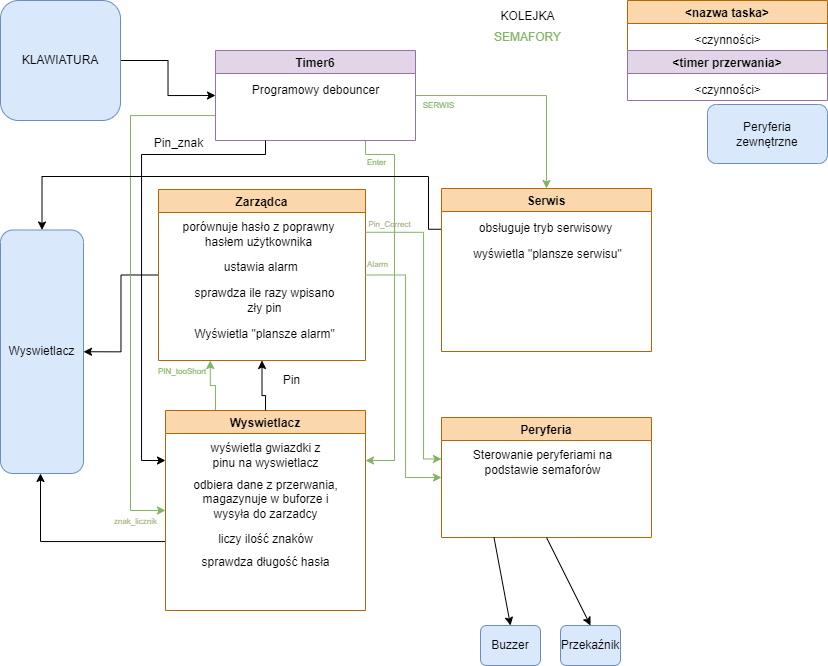 KOLEJKA
SEMAFORY
<nazwa taska>
<czynności>
<timer przerwania>
<czynności>
Peryferia
zewnętrzne
KLAWIATURA
Timer6
Programowy debouncer
SERWIS
Pin_znak
Enter
Zarządca
porównuje hasło z poprawny
hasłem użytkownika
ustawia alarm
sprawdza ile razy wpisano
zły pin
Wyświetla "plansze alarm"
Pin_Correct
Alarm
Serwis
obsługuje tryb serwisowy
wyświetla "plansze serwisu"
Wyswietlacz
PIN_tooShort
Pin
Wyswietlacz
wyświetla gwiazdki z
pinu na wyswietlacz
odbiera dane z przerwania,
magazynuje w buforze i
wysyła do zarzadcy
liczy ilość znaków
sprawdza długość hasła
znak_licznik
Peryferia
Sterowanie peryferiami na
podstawie semaforów
Buzzer
Przekaźnik